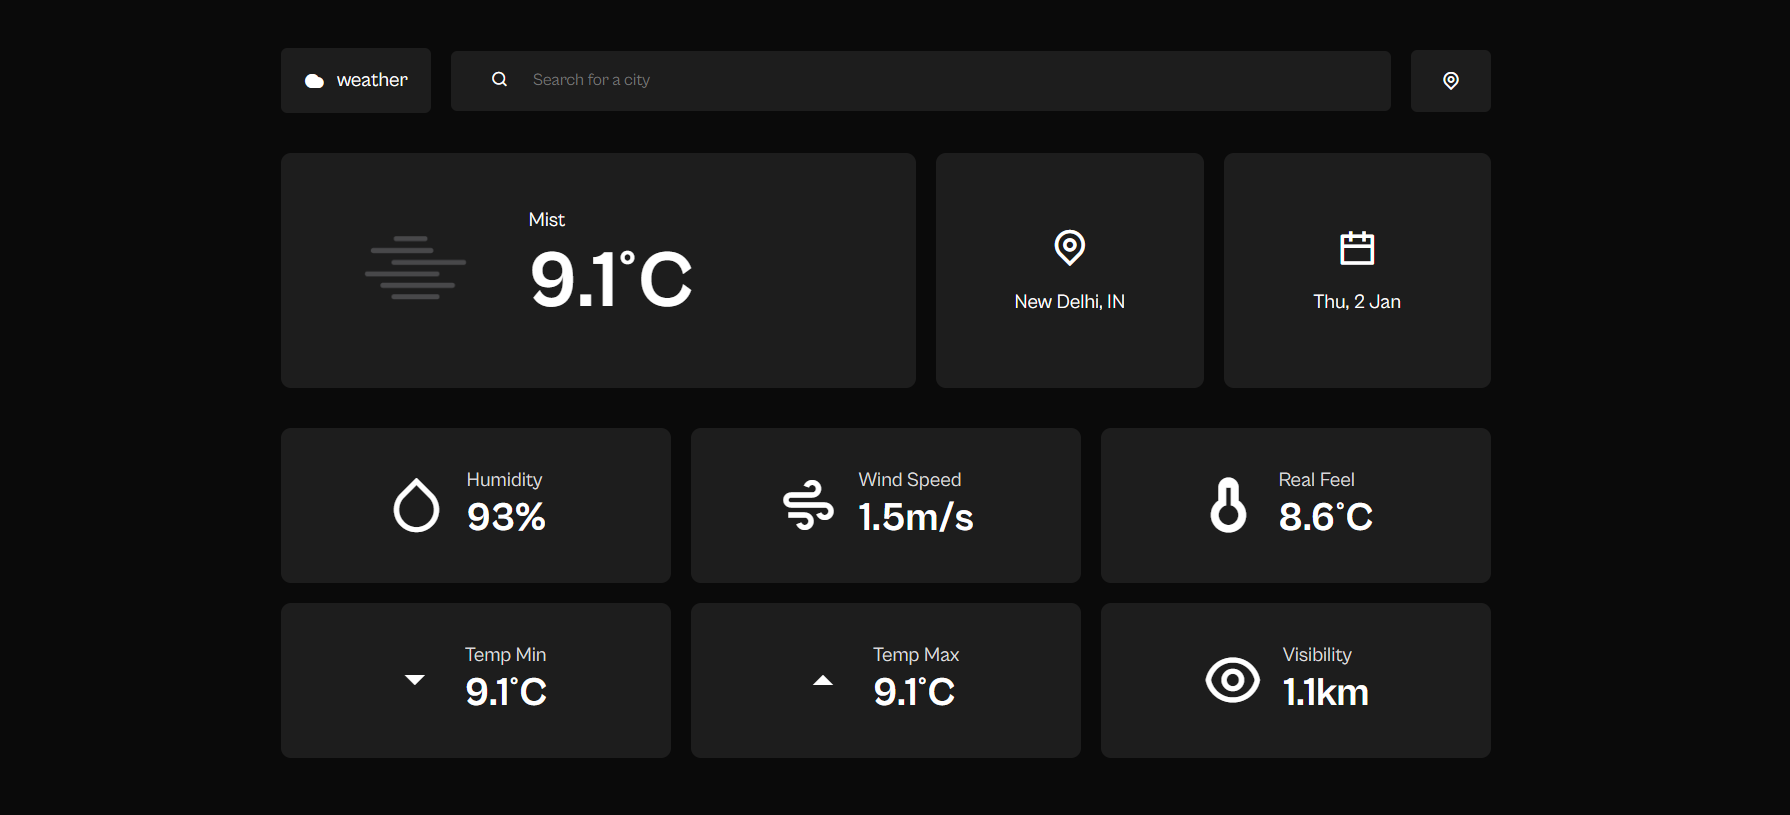 weather
Search for a city
Mist
9.1°C
New Delhi, IN
Thu, 2 Jan
Humidity
93%
Wind Speed
1.5m/s
Real Feel
8.6°C
Temp Min
9.1°C
Temp Max
9.1°C
Visibility
1.1km